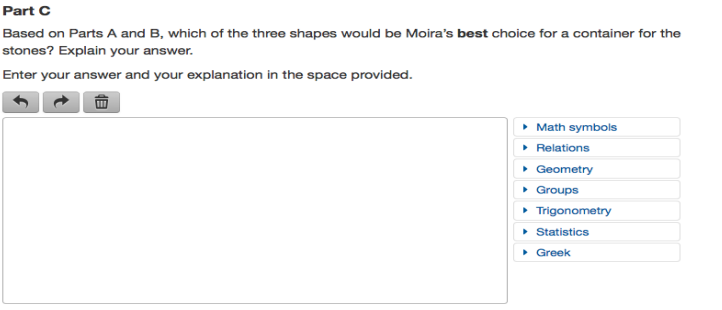 Part C
Based on Parts A and B, which of the three shapes would be Moira's best choice for a container for the
stones? Explain your answer.
Enter your answer and your explanation in the space provided.
Math symbols
Relations
Geometry
Groups
Trigonometry
Statistics
Greek